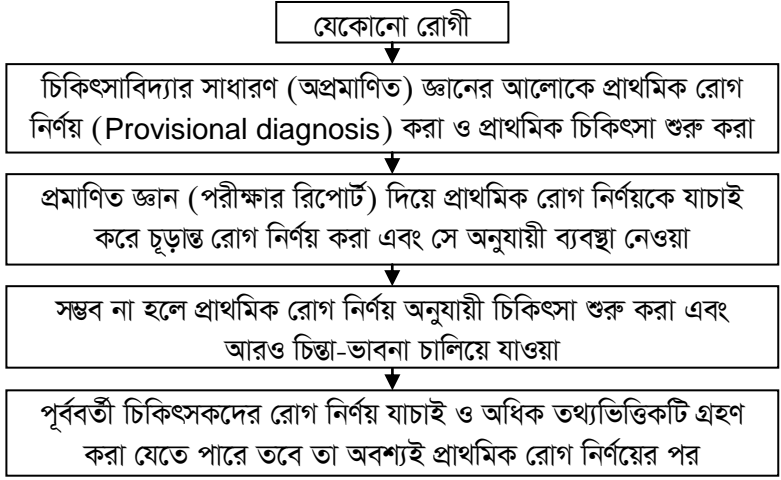 যেকোনো রোগী
চিকিৎসাবিদ্যার সাধারণ (অপ্রমাণিত) জ্ঞানের আলোকে প্রাথমিক রোগ
নির্ণয় (Provisional diagnosis) করা ও প্রাথমিক চিকিৎসা শুরু করা
প্রমাণিত জ্ঞান (পরীক্ষার রিপোর্ট) দিয়ে প্রাথমিক রোগ নির্ণয়কে যাচাই
করে চূড়ান্ত রোগ নির্ণয় করা এবং সে অনুযায়ী ব্যবস্থা নেওয়া
সম্ভব না হলে প্রাথমিক রোগ নির্ণয় অনুযায়ী চিকিৎসা শুরু করা এবং
আরও চিন্তা-ভাবনা চালিয়ে যাওয়া
পূর্ববর্তী চিকিৎসকদের রোগ নির্ণয় যাচাই ও অধিক তথ্যভিত্তিকটি গ্রহণ
করা যেতে পারে তবে তা অবশ্যই প্রাথমিক রোগ নির্ণয়ের পর